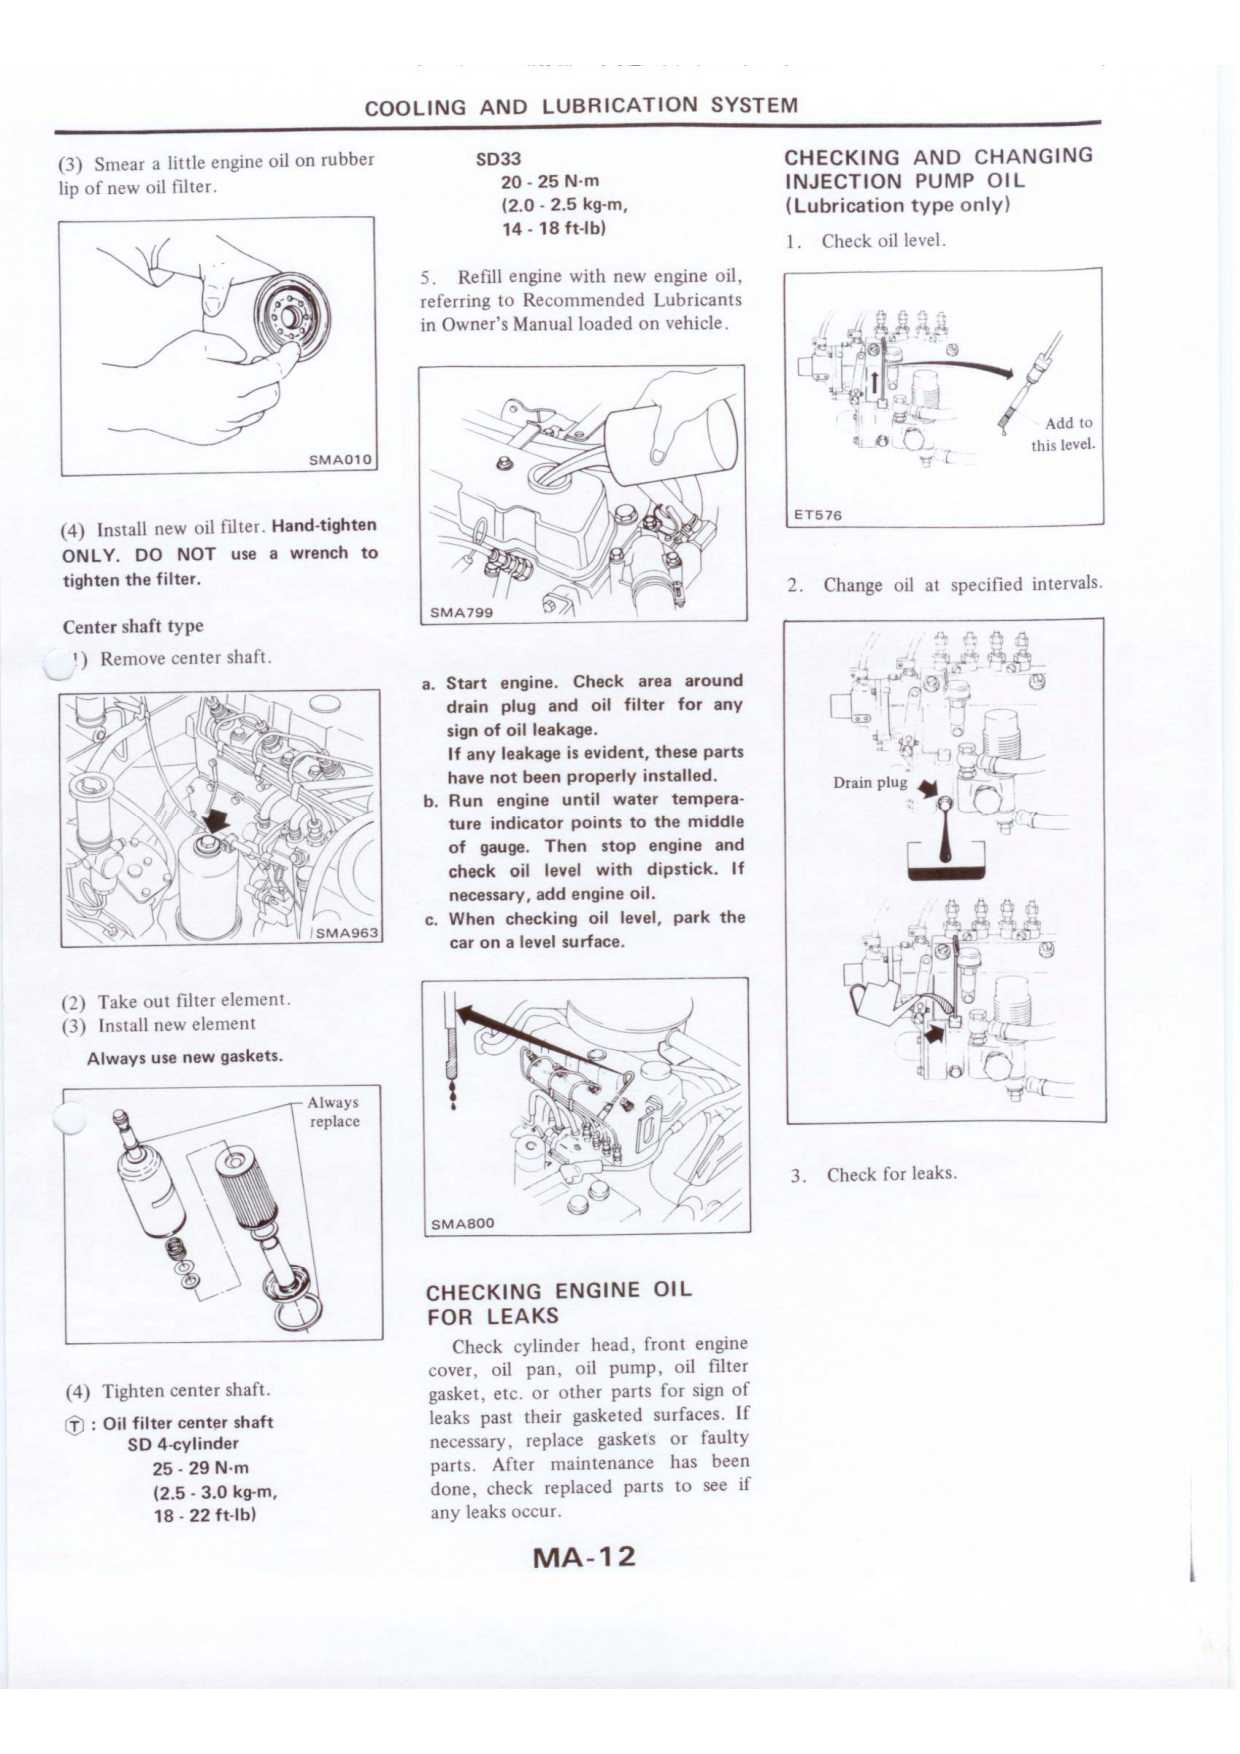 COOLING AND LUBRICATION SYSTEM
(3) Smear a little engine oil on rubber
lip of new oil filter.
SMA010
(4) Install new oil filter. Hand-tighten
ONLY. DO NOT use a wrench to
tighten the filter.
Center shaft type
1) Remove center shaft.
SMA963
(2) Take out filter element.
(3) Install new element
Always use new gaskets.
Always
replace
(4) Tighten center shaft.
Ⓣ : Oil filter center shaft
SD 4-cylinder
25 - 29 N·m
(2.5 - 3.0 kg-m,
18 - 22 ft-lb)
SD33
20 - 25 N·m
(2.0 - 2.5 kg-m,
14 - 18 ft-lb)
5. Refill engine with new engine oil,
referring to Recommended Lubricants
in Owner's Manual loaded on vehicle.
SMA799
a. Start engine. Check area around
drain plug and oil filter for any
sign of oil leakage.
If any leakage is evident, these parts
have not been properly installed.
b. Run engine until water tempera-
ture indicator points to the middle
of gauge. Then stop engine and
check oil level with dipstick. If
necessary, add engine oil.
c. When checking oil level, park the
car on a level surface.
SMA800
CHECKING ENGINE OIL
FOR LEAKS
Check cylinder head, front engine
cover, oil pan, oil pump, oil filter
gasket, etc. or other parts for sign of
leaks past their gasketed surfaces. If
necessary, replace gaskets or faulty
parts. After maintenance has been
done, check replaced parts to see if
any leaks occur.
CHECKING AND CHANGING
INJECTION PUMP OIL
(Lubrication type only)
1. Check oil level.
Add to
this level.
ET576
2. Change oil at specified intervals.
Drain plug
3. Check for leaks.
MA-12